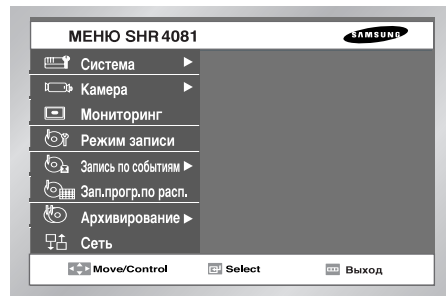 МЕНЮ SHR 4081
SAMSUNG
Система
Камера
Мониторинг
Режим записи
Запись по событиям
Зап.прогр.по расп.
Архивирование
Сеть
Move/Control Select Выход